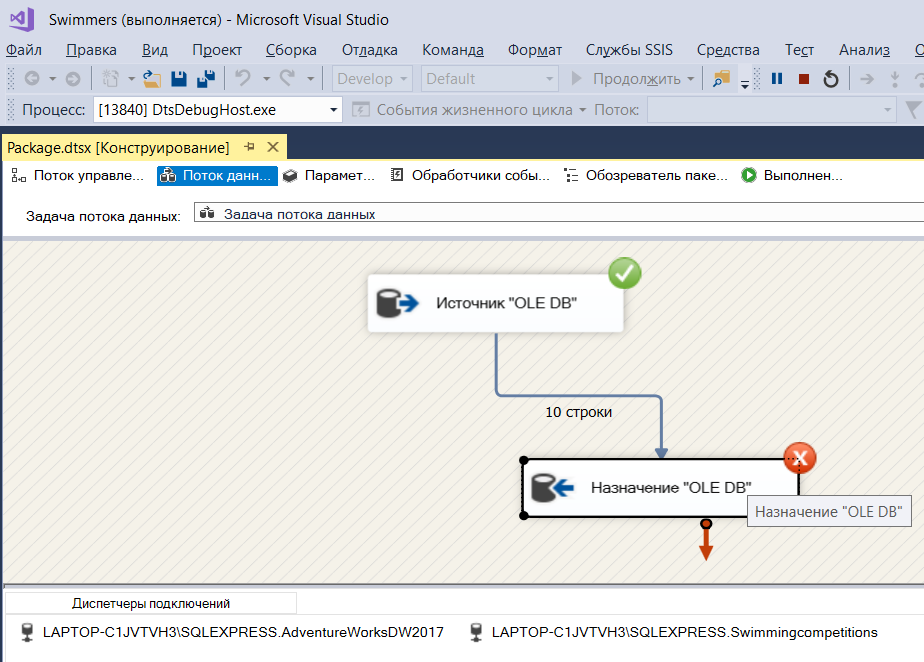 Swimmers (выполняется) - Microsoft Visual Studio
Файл Правка Вид Проект Сборка Отладка Команда Формат Службы SSIS Средства Тест Анализ
Develop Default Продолжить
Процесс: [13840] DtsDebugHost.exe События жизненного цикла Поток:
Package.dtsx [Конструирование]
Поток управле... Поток данн... Парамет... Обработчики собы... Обозреватель паке... Выполнен...
Задача потока данных: Задача потока данных
Источник "OLE DB"
10 строки
Назначение "OLE DB"
Назначение "OLE DB"
Диспетчеры подключений
LAPTOP-C1JVTVH3\SQLEXPRESS.AdventureWorksDW2017 LAPTOP-C1JVTVH3\SQLEXPRESS.Swimmingcompetitions